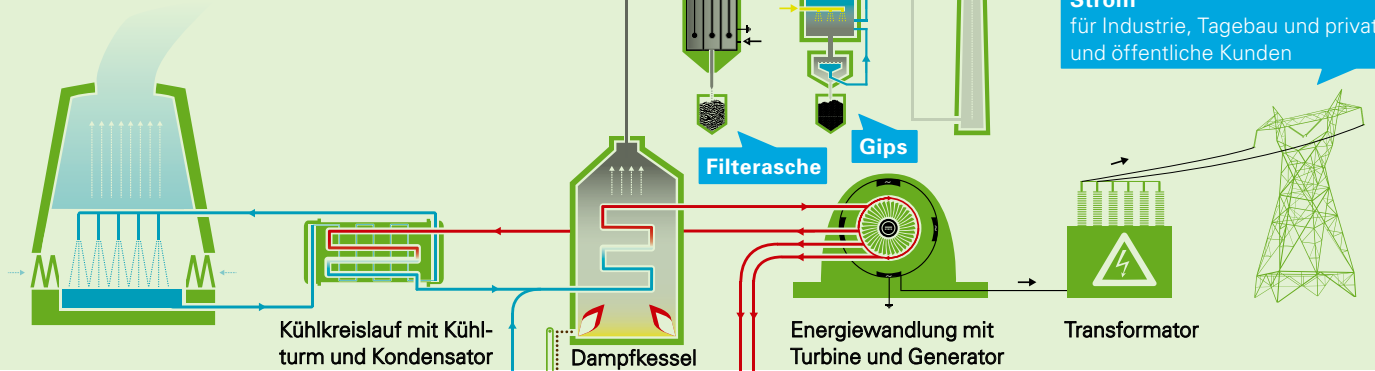 Strom
für Industrie, Tagebau und privat
und öffentliche Kunden
Filterasche
Gips
Kühlkreislauf mit Kühl-
turm und Kondensator
Dampfkessel
Energiewandlung mit
Turbine und Generator
Transformator